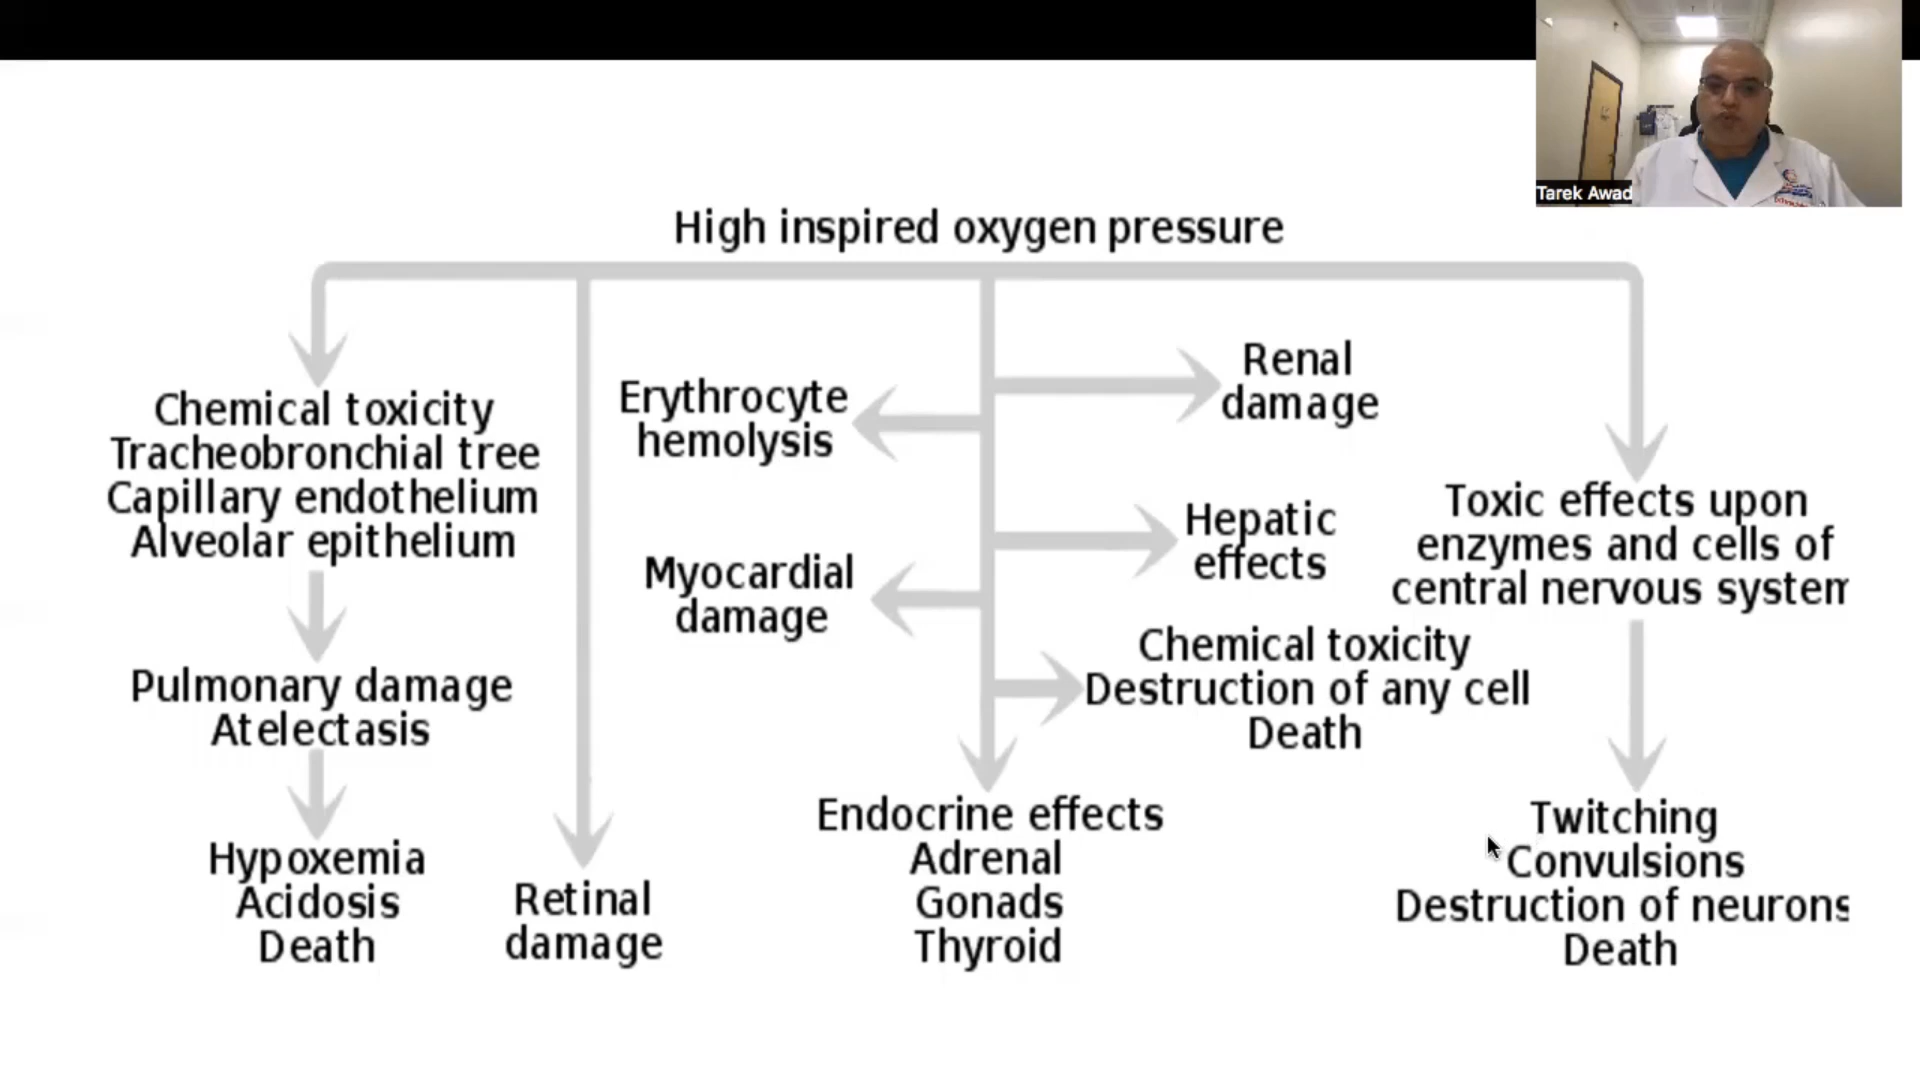 Tarek Awad
High inspired oxygen pressure
Chemical toxicity
Tracheobronchial tree
Capillary endothelium
Alveolar epithelium
Pulmonary damage
Atelectasis
Hypoxemia
Acidosis
Death
Retinal
damage
Erythrocyte
hemolysis
Myocardial
damage
Renal
damage
Hepatic
effects
Chemical toxicity
Destruction of any cell
Death
Endocrine effects
Adrenal
Gonads
Thyroid
Toxic effects upon
enzymes and cells of
central nervous system
Twitching
Convulsions
Destruction of neurons
Death